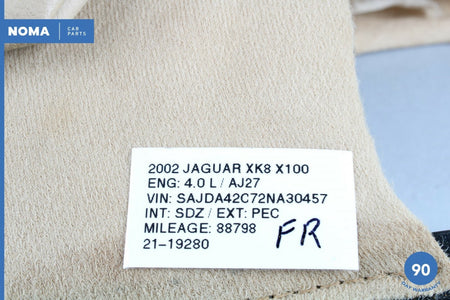 NOMA CAR PARTS
2002 JAGUAR XK8 X100
ENG: 4.0 L / AJ27
VIN: SAJDA42C72NA30457
INT: SDZ / EXT: PEC
MILEAGE: 88798
21-19280 FR
90
DAY WARRANTY